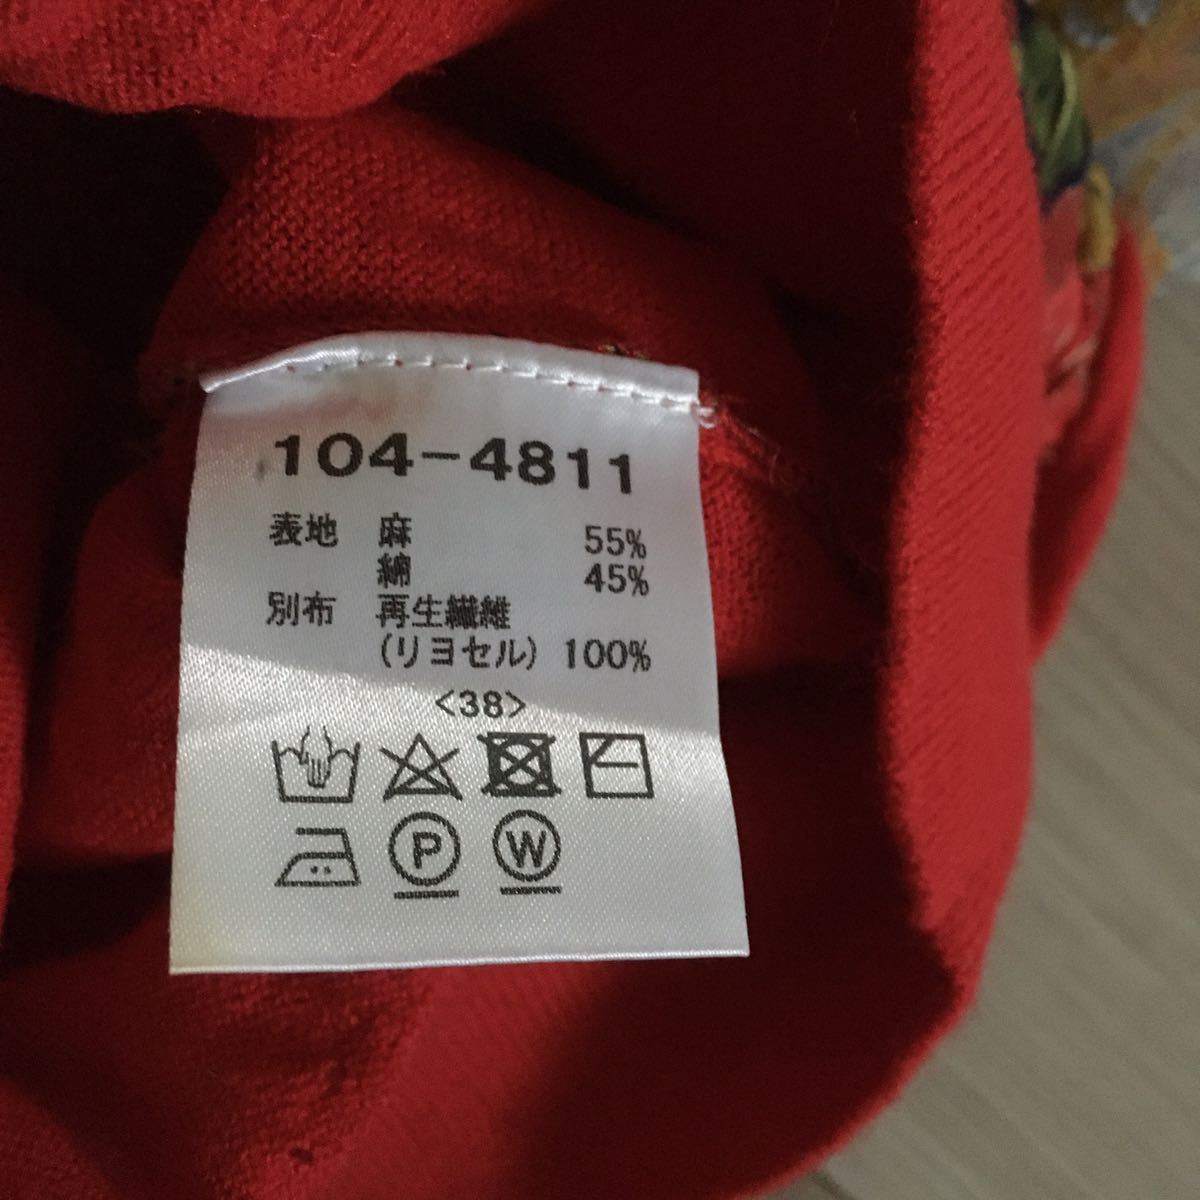 104-4811
表地 麻 55%
綿 45%
別布 再生繊維
(リヨセル) 100%
<38>
P W